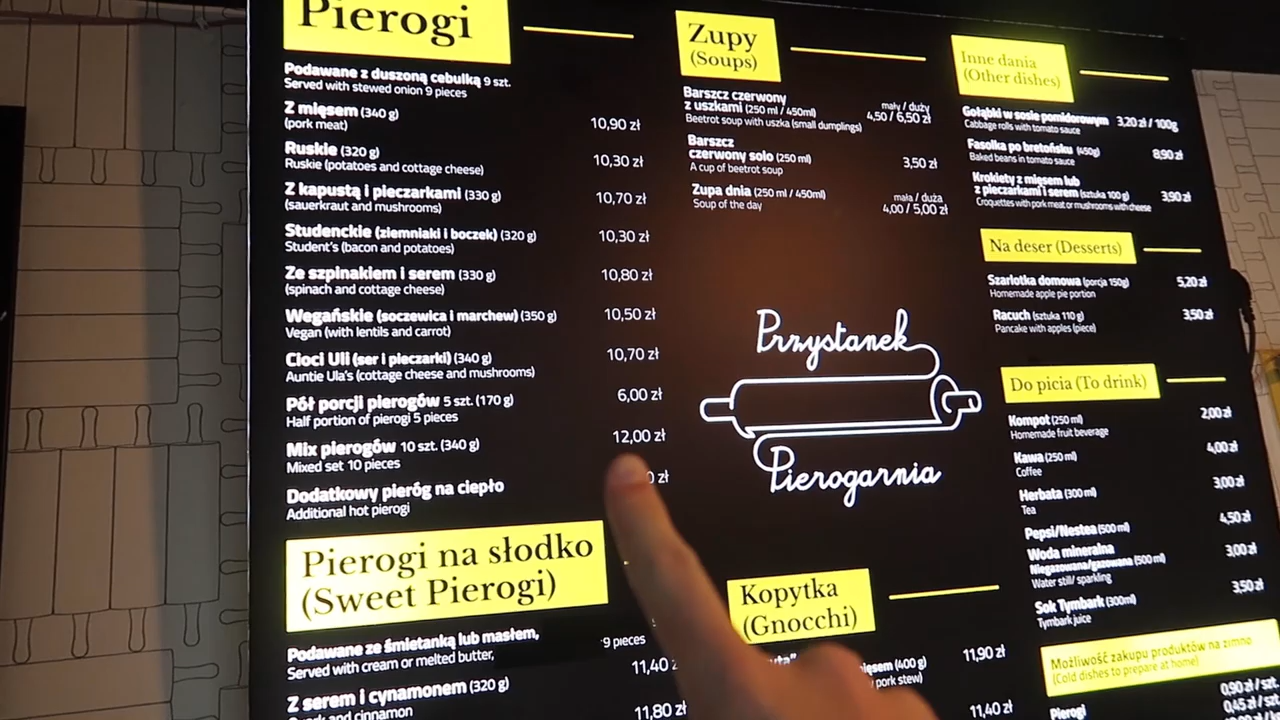 Pierogi
Podawane z duszoną cebulką 9 szt.
Served with stewed onion 9 pieces
Z mięsem (340 g)
(pork meat)
10,90 zł
Ruskie (320 g)
Ruskie (potatoes and cottage cheese)
10,30 zł
Z kapustą i pieczarkami (330 g)
(sauerkraut and mushrooms)
10,70 zł
Studenckie (ziemniaki i boczek) (320 g)
Student's (bacon and potatoes)
10,30 zł
Ze szpinakiem i serem (330 g)
(spinach and cottage cheese)
10,80 zł
Wegańskie (soczewica i marchew) (350 g)
Vegan (with lentils and carrot)
10,50 zł
Cioci Uli (ser i pieczarki) (340 g)
Auntie Ula's (cottage cheese and mushrooms)
10,70 zł
Pół porcji pierogów 5 szt. (170 g)
Half portion of pierogi 5 pieces
6,00 zł
Mix pierogów 10 szt. (340 g)
Mixed set 10 pieces
12,00 zł
Dodatkowy pieróg na ciepło
Additional hot pierogi
0 zł
Pierogi na słodko
(Sweet Pierogi)
Podawane ze śmietanką lub masłem,
Served with cream or melted butter,
9 pieces
11,40
Z serem i cynamonem (320 g)
and cinnamon
11,80 zł
Zupy
(Soups)
Barszcz czerwony
z uszkami (250 ml / 450ml)
Beetrot soup with uszka (small dumplings)
mały / duży
4,50 / 6,50 zł
Barszcz
czerwony solo (250 ml)
A cup of beetrot soup
3,50 zł
Zupa dnia (250 ml / 450ml)
Soup of the day
mała / duża
4,00 / 5,00 zł
Przystanek
Pierogarnia
Kopytka
(Gnocchi)
ięsem (400 g)
pork stew)
11,90 zł
11,40 zł
Inne dania
(Other dishes)
Gołąbki w sosie pomidorowym
Cabbage rolls with tomato sauce
3,20 zł / 100g
Fasolka po bretońsku (450g)
Baked beans in tomato sauce
8,90 zł
Krokiety z mięsem lub
z pieczarkami i serem (sztuka 100 g)
Croquettes with pork meat or mushrooms with cheese
3,90 zł
Na deser (Desserts)
Szarlotka domowa (porcja 150g)
Homemade apple pie portion
5,20 zł
Racuch (sztuka 110 g)
Pancake with apples (piece)
3,50 zł
Do picia (To drink)
Kompot (250 ml)
Homemade fruit beverage
2,00 zł
Kawa (250 ml)
Coffee
4,00 zł
Herbata (300 ml)
Tea
3,00 zł
Pepsi/Nestea (500 ml)
4,50 zł
Woda mineralna
Niegazowana/gazowana (500 ml)
Water still/ sparkling
3,00 zł
Sok Tymbark (300ml)
Tymbark juice
3,50 zł
Możliwość zakupu produktów na zimno
(Cold dishes to prepare at home)
Pierogi
0,90 zł / szt.
0,45 zł / szt.